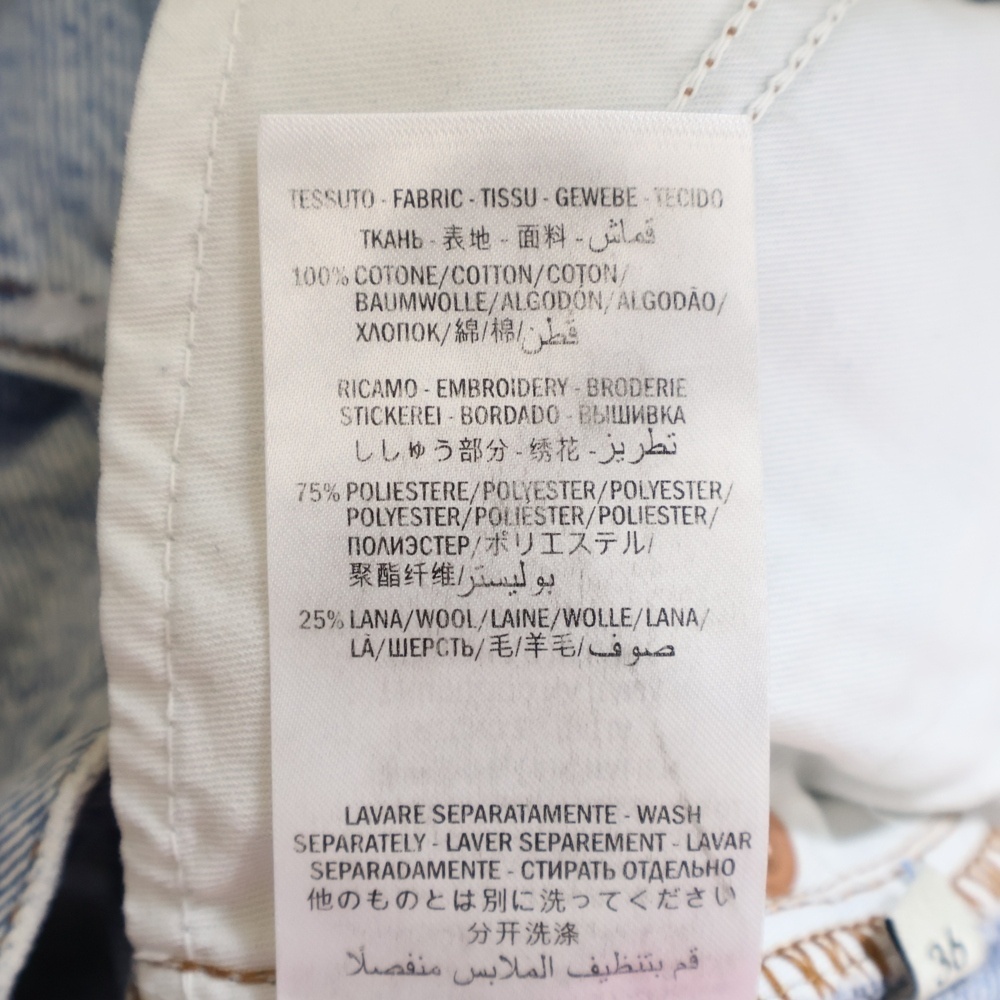 TESSUTO - FABRIC - TISSU - GEWEBE - TECIDO
ТКАНЬ - 表地 - 面料 - قماش
100% COTONE/COTTON/COTON/
BAUMWOLLE/ALGODÓN/ALGODÃO/
ХЛОПОК/綿/棉/قطن
RICAMO - EMBROIDERY - BRODERIE
STICKEREI - BORDADO - ВЫШИВКА
ししゅう部分 - 绣花 - تطريز
75% POLIESTERE/POLYESTER/POLYESTER/
POLYESTER/POLIÉSTER/POLIESTER/
ПОЛИЭСТЕР/ポリエステル/
聚酯纤维/بوليستر
25% LANA/WOOL/LAINE/WOLLE/LANA/
LÃ/ШЕРСТЬ/毛/羊毛/صوف
LAVARE SEPARATAMENTE - WASH
SEPARATELY - LAVER SEPAREMENT - LAVAR
SEPARADAMENTE - СТИРАТЬ ОТДЕЛЬНО
他のものとは別に洗ってください
分开洗涤
قم بتنظيف الملابس منفصلًا
36